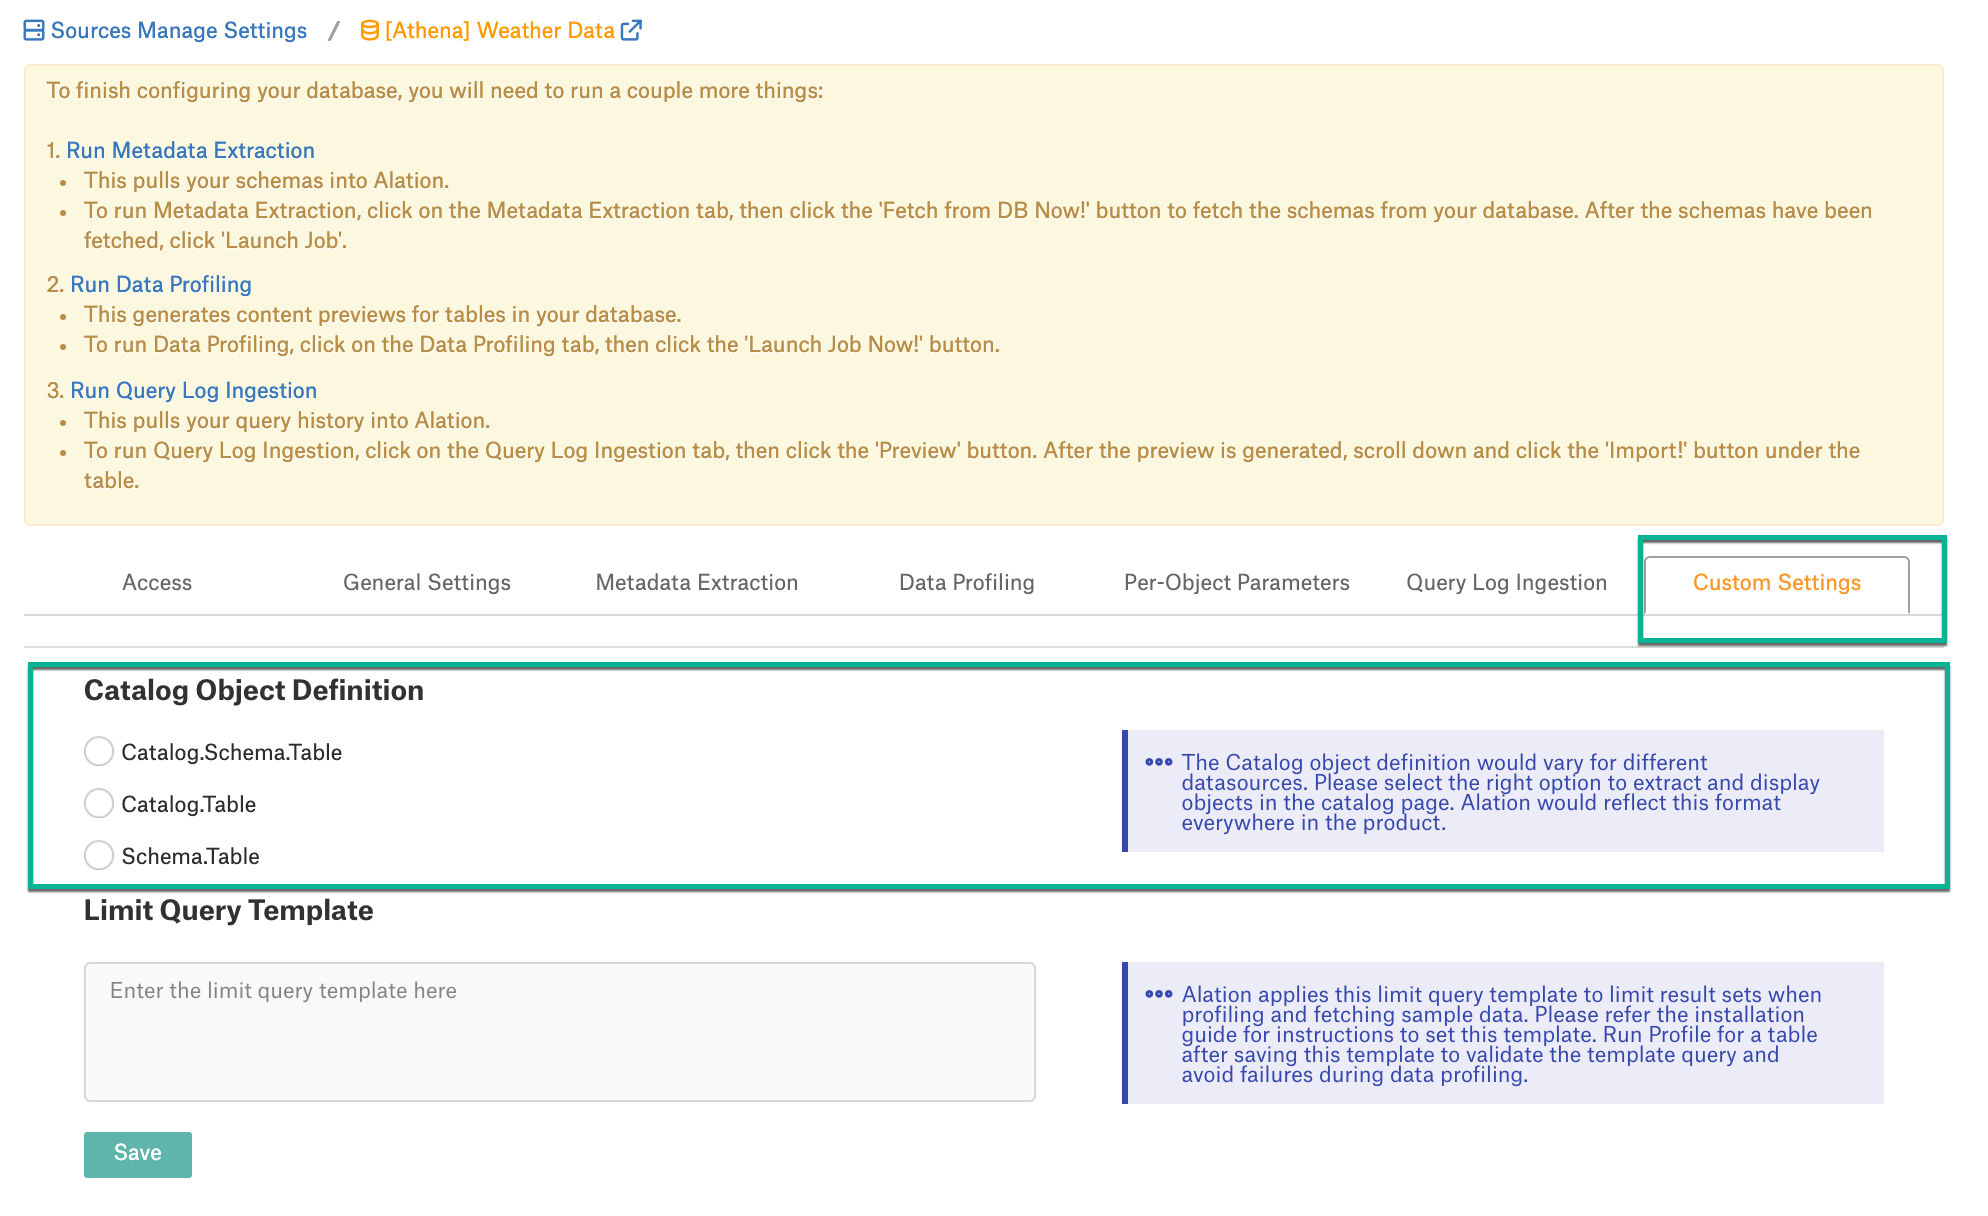 Sources Manage Settings / [Athena] Weather Data
To finish configuring your database, you will need to run a couple more things:
1. Run Metadata Extraction
• This pulls your schemas into Alation.
• To run Metadata Extraction, click on the Metadata Extraction tab, then click the 'Fetch from DB Now!' button to fetch the schemas from your database. After the schemas have been
fetched, click 'Launch Job'.
2. Run Data Profiling
• This generates content previews for tables in your database.
• To run Data Profiling, click on the Data Profiling tab, then click the 'Launch Job Now!' button.
3. Run Query Log Ingestion
• This pulls your query history into Alation.
• To run Query Log Ingestion, click on the Query Log Ingestion tab, then click the 'Preview' button. After the preview is generated, scroll down and click the 'Import!' button under the
table.
Access General Settings Metadata Extraction Data Profiling Per-Object Parameters Query Log Ingestion Custom Settings
Catalog Object Definition
Catalog.Schema.Table
Catalog.Table
Schema.Table
The Catalog object definition would vary for different
datasources. Please select the right option to extract and display
objects in the catalog page. Alation would reflect this format
everywhere in the product.
Limit Query Template
Enter the limit query template here
Alation applies this limit query template to limit result sets when
profiling and fetching sample data. Please refer the installation
guide for instructions to set this template. Run Profile for a table
after saving this template to validate the template query and
avoid failures during data profiling.
Save